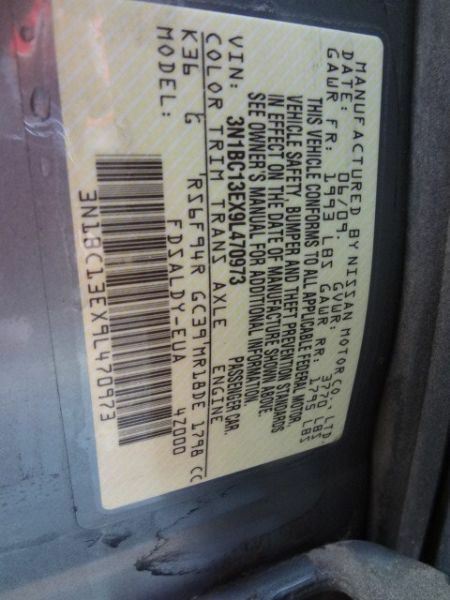 MANUFACTURED BY NISSAN MOTOR CO., LTD.
DATE: 06/09. GVWR: 3770 LBS
GAWR FR: 1993 LBS GAWR RR: 1795 LBS
THIS VEHICLE CONFORMS TO ALL APPLICABLE FEDERAL MOTOR
VEHICLE SAFETY, BUMPER AND THEFT PREVENTION STANDARDS
IN EFFECT ON THE DATE OF MANUFACTURE SHOWN ABOVE.
SEE OWNER'S MANUAL FOR ADDITIONAL INFORMATION.
VIN: 3N1BC13EX9L470973 PASSENGER CAR.
COLOR TRIM TRANS AXLE ENGINE
K36 G RS6F94R GC39 MR18DE 1798 CC
MODEL: FDSALDY-EUA 4Z000
3N1BC13EX9L470973